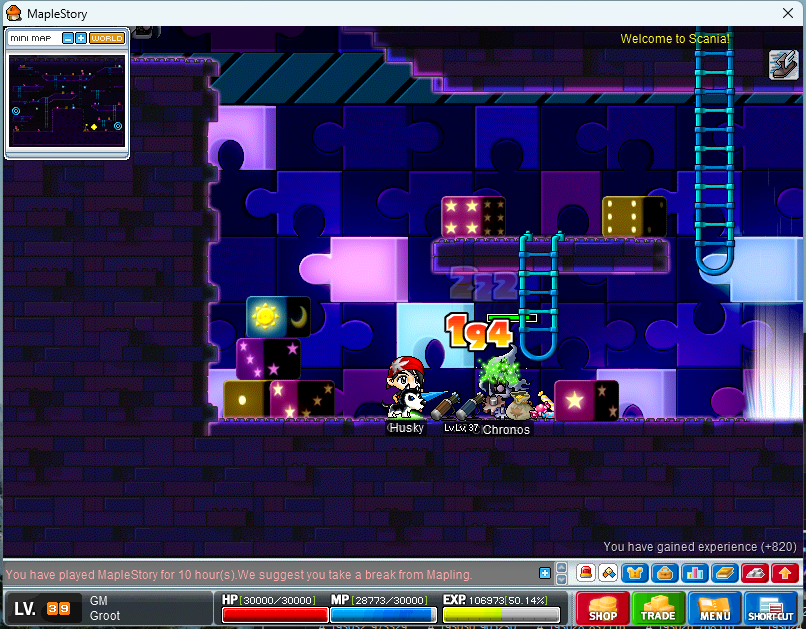 MapleStory
MINI MAP
WORLD
Welcome to Scania!
212
194
Husky
Lv. 37 Chronos
You have gained experience (+820)
You have played MapleStory for 10 hour(s).We suggest you take a break from Mapling.
LV. 39
GM
Groot
HP[30000/30000] MP[28773/30000] EXP 106973[50.14%]
SHOP
TRADE
MENU
SHORTCUT